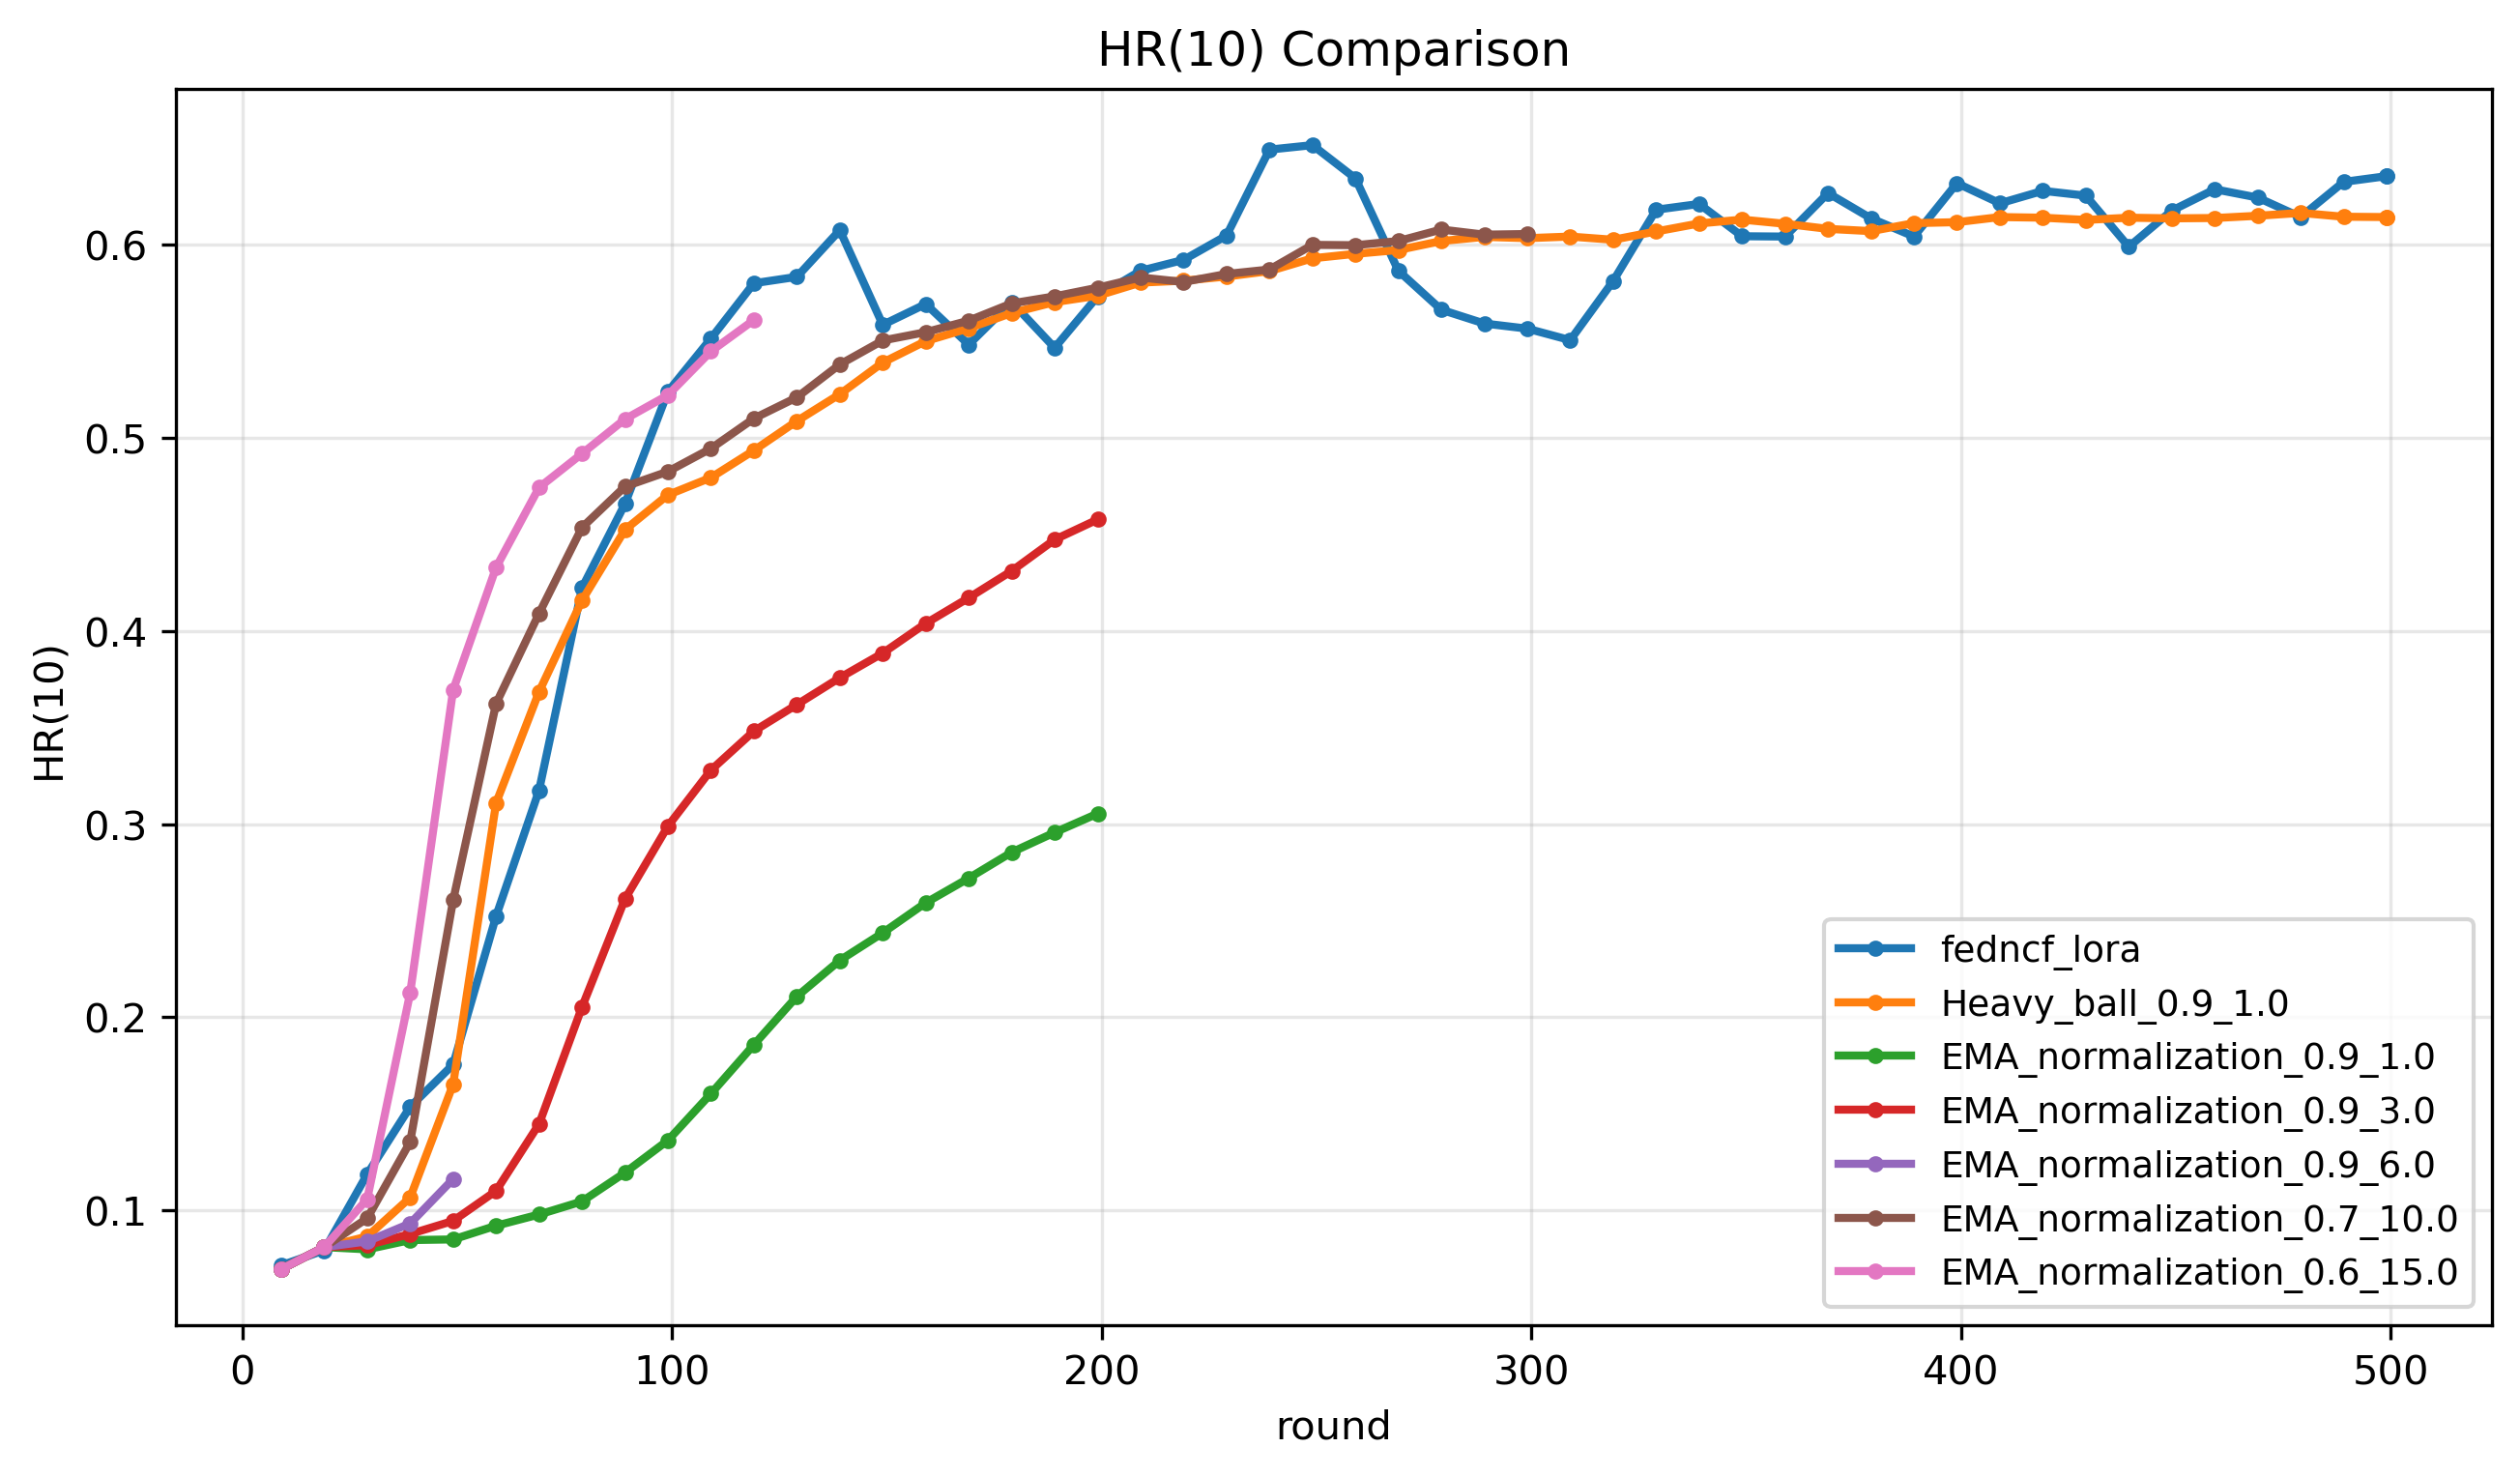 HR(10) Comparison
HR(10)
0.6
0.5
0.4
0.3
0.2
0.1
0 100 200 300 400 500
round
fedncf_lora
Heavy_ball_0.9_1.0
EMA_normalization_0.9_1.0
EMA_normalization_0.9_3.0
EMA_normalization_0.9_6.0
EMA_normalization_0.7_10.0
EMA_normalization_0.6_15.0